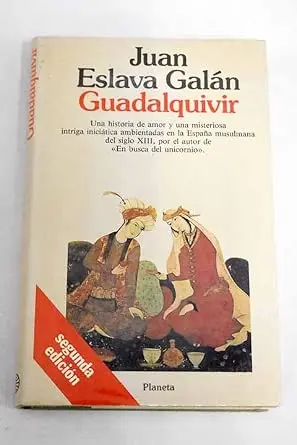 Juan
Eslava Galán
Guadalquivir
Una historia de amor y una misteriosa
intriga iniciática ambientadas en la España musulmana
del siglo XIII, por el autor de
«En busca del unicornio».
segunda
edición
Planeta
Guadalquivir